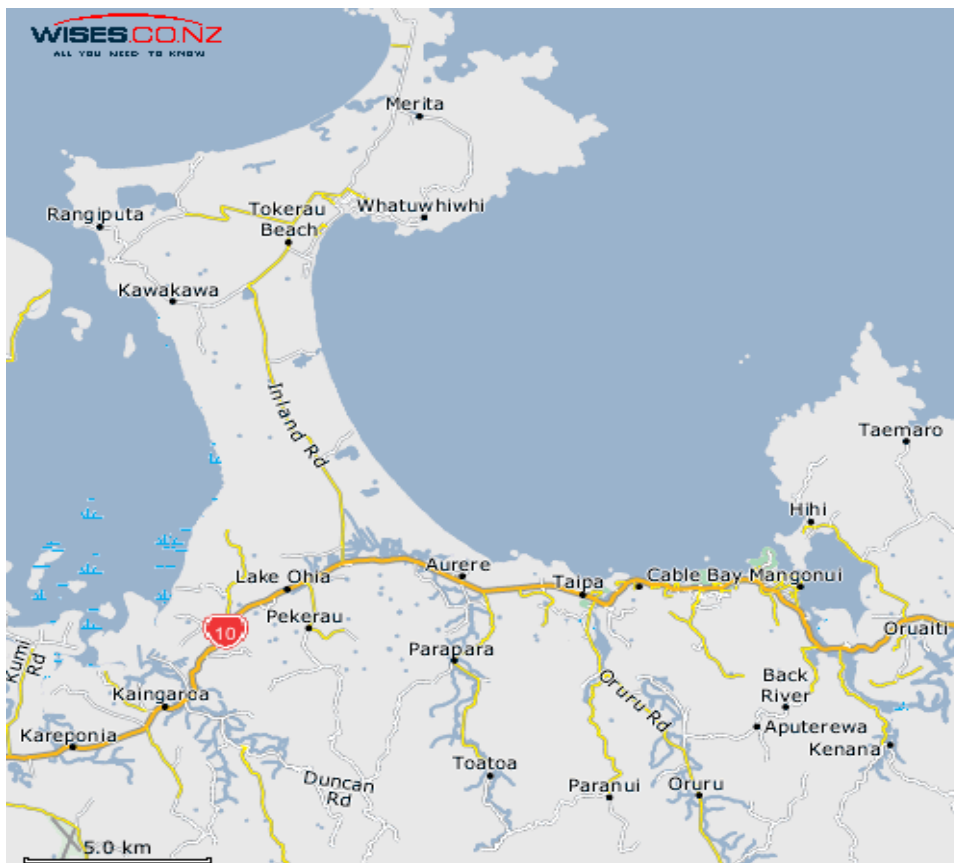 WISES.CO.NZ
ALL YOU NEED TO KNOW
Merita
Rangiputa
Tokerau
Beach
Whatuwhiwhi
Kawakawa
Inland Rd
Taemaro
Hihi
Lake Ohia
Aurere
Taipa
Cable Bay
Mangonui
10
Pekerau
Oruaiti
Kumi
Rd
Parapara
Kaingaroa
Oruru Rd
Back
River
Kareponia
Aputerewa
Kenana
Toatoa
Duncan
Rd
Paranui
Oruru
5.0 km